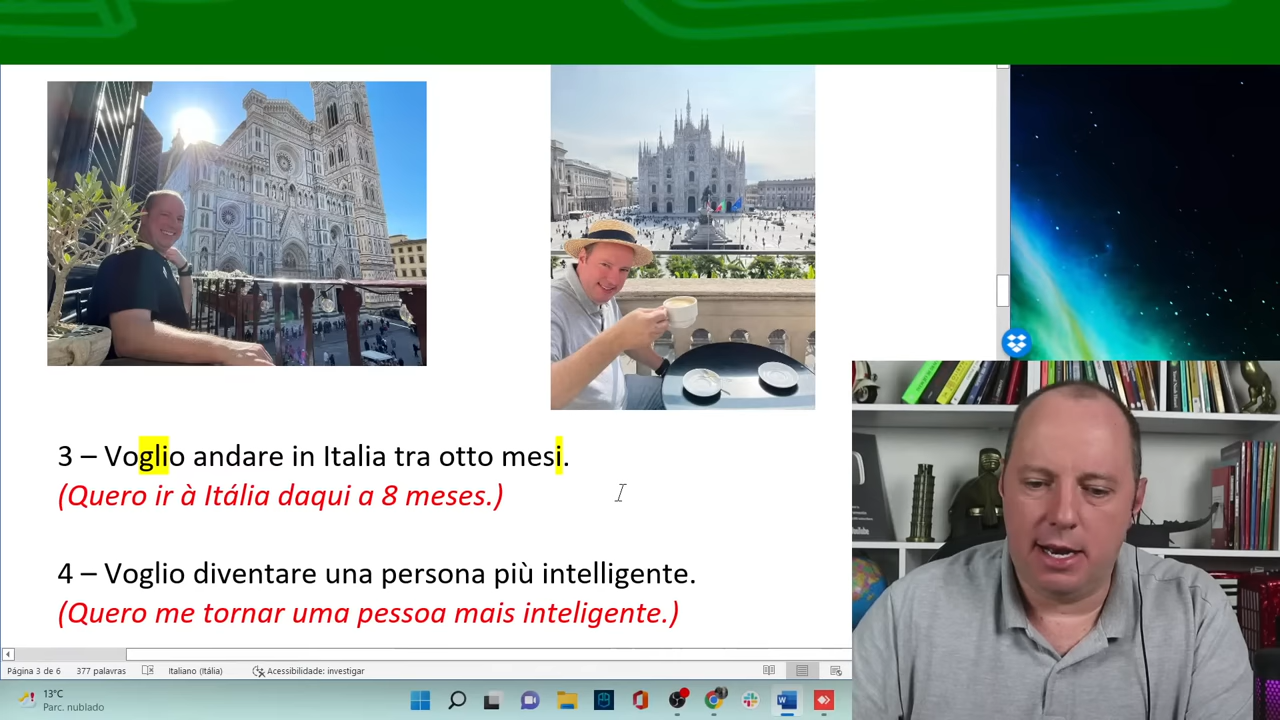 3 – Voglio andare in Italia tra otto mesi.
(Quero ir à Itália daqui a 8 meses.)
4 – Voglio diventare una persona più intelligente.
(Quero me tornar uma pessoa mais inteligente.)
Página 3 de 6 377 palavras Italiano (Itália) Acessibilidade: investigar
13°C
Parc. nublado